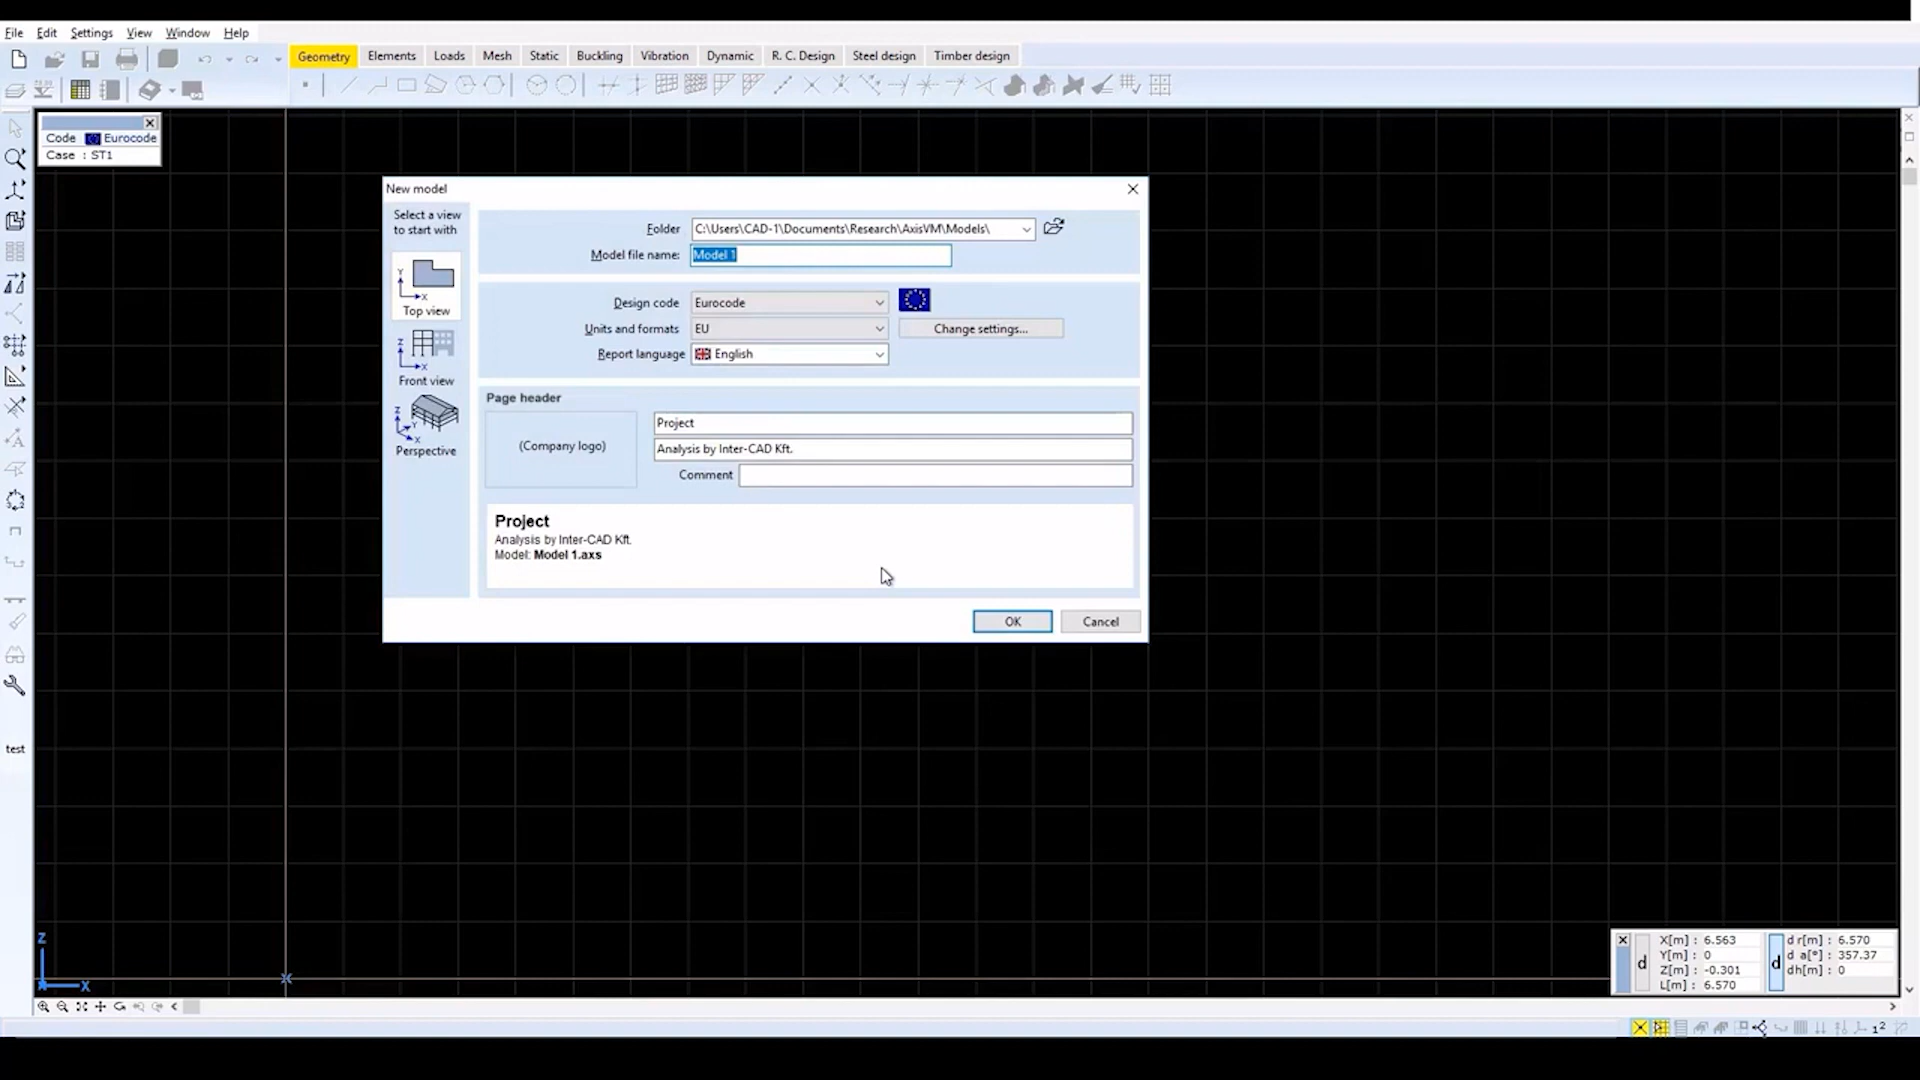 File Edit Settings View Window Help
Geometry Elements Loads Mesh Static Buckling Vibration Dynamic R. C. Design Steel design Timber design
Code Eurocode
Case : ST1
New model
Select a view
to start with
Top view
Front view
Perspective
Folder C:\Users\CAD-1\Documents\Research\AxisVM\Models\
Model file name: Model 1
Design code Eurocode
Units and formats EU Change settings...
Report language English
Page header
(Company logo)
Project
Analysis by Inter-CAD Kft.
Comment
Project
Analysis by Inter-CAD Kft.
Model: Model 1.axs
OK Cancel
test
Z
X
X[m] : 6.563
Y[m] : 0
Z[m] : -0.301
L[m] : 6.570
d
d r[m] : 6.570
d a[°] : 357.37
dh[m] : 0
d